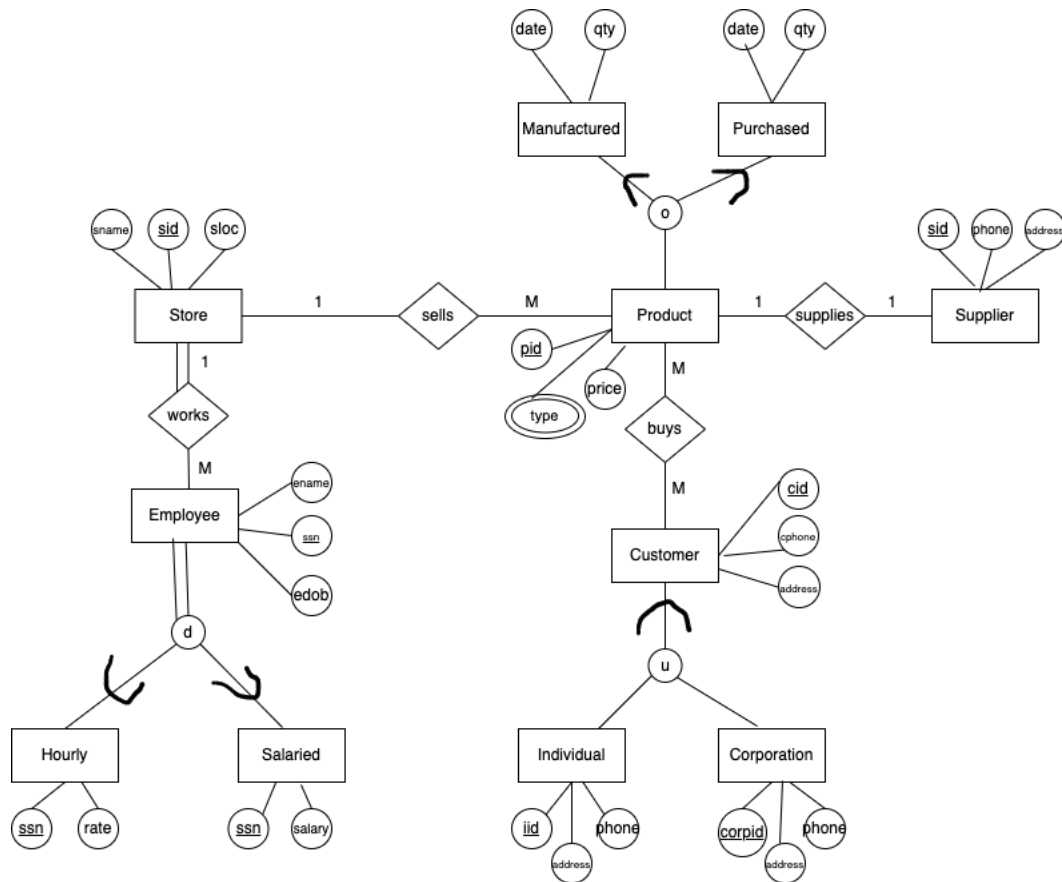 date qty date qty
Manufactured Purchased
o
sname sid sloc sid phone address
Store 1 sells M Product 1 supplies 1 Supplier
pid
1 M
price
type
works buys
M ename cid
Employee ssn cphone
Customer
edob address
d
u
Hourly Salaried Individual Corporation
ssn rate ssn salary iid phone corpid phone
address address